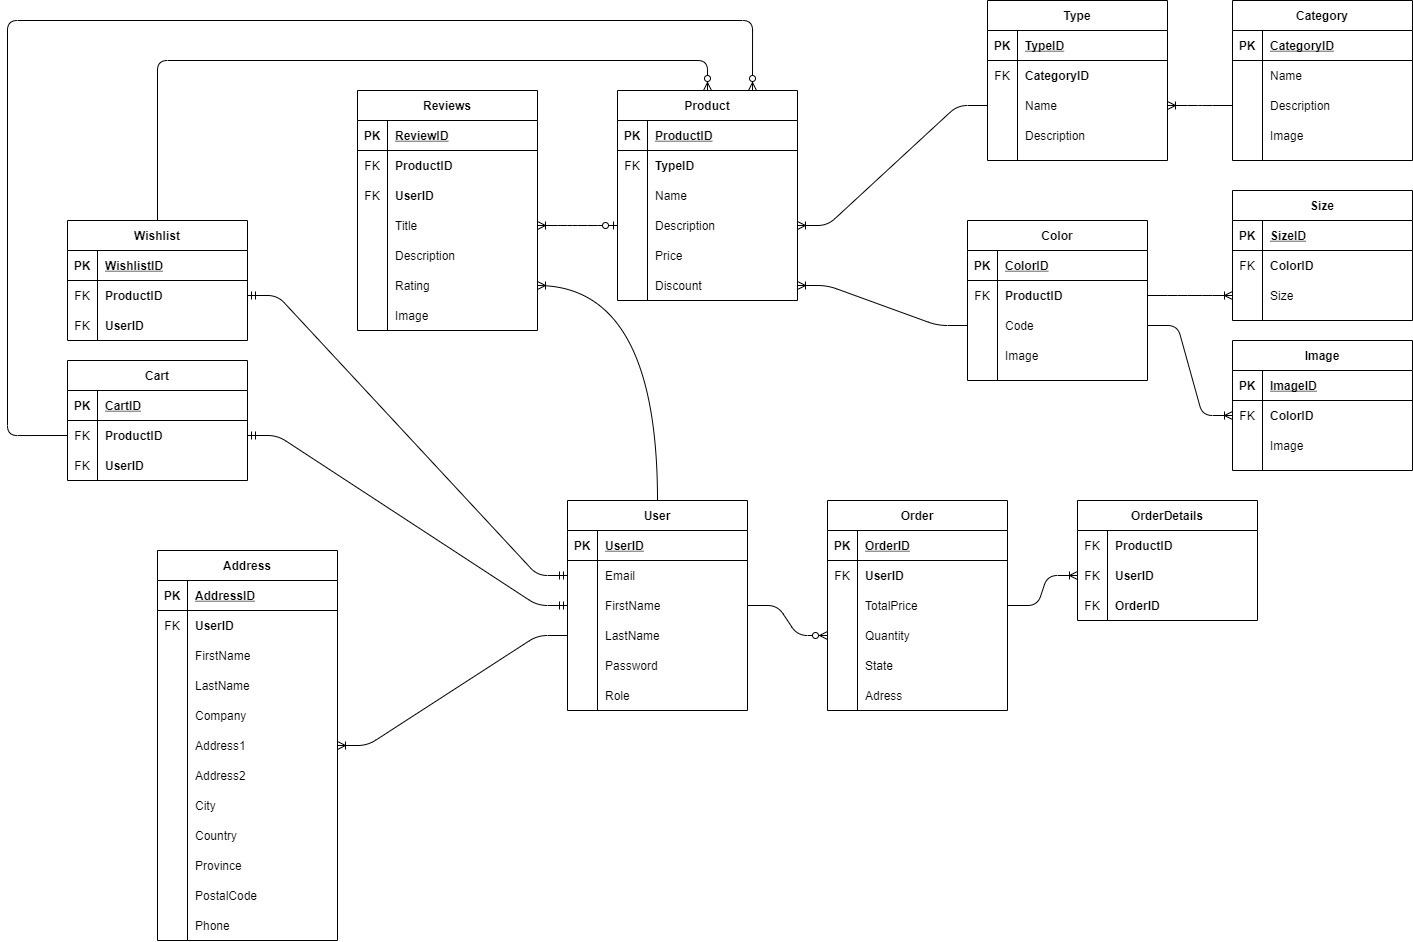 Type
PK TypeID
FK CategoryID
Name
Description
Category
PK CategoryID
Name
Description
Image
Reviews
PK ReviewID
FK ProductID
FK UserID
Title
Description
Rating
Image
Product
PK ProductID
FK TypeID
Name
Description
Price
Discount
Size
PK SizeID
FK ColorID
Size
Wishlist
PK WishlistID
FK ProductID
FK UserID
Color
PK ColorID
FK ProductID
Code
Image
Image
PK ImageID
FK ColorID
Image
Cart
PK CartID
FK ProductID
FK UserID
User
PK UserID
Email
FirstName
LastName
Password
Role
Order
PK OrderID
FK UserID
TotalPrice
Quantity
State
Adress
OrderDetails
FK ProductID
FK UserID
FK OrderID
Address
PK AddressID
FK UserID
FirstName
LastName
Company
Address1
Address2
City
Country
Province
PostalCode
Phone